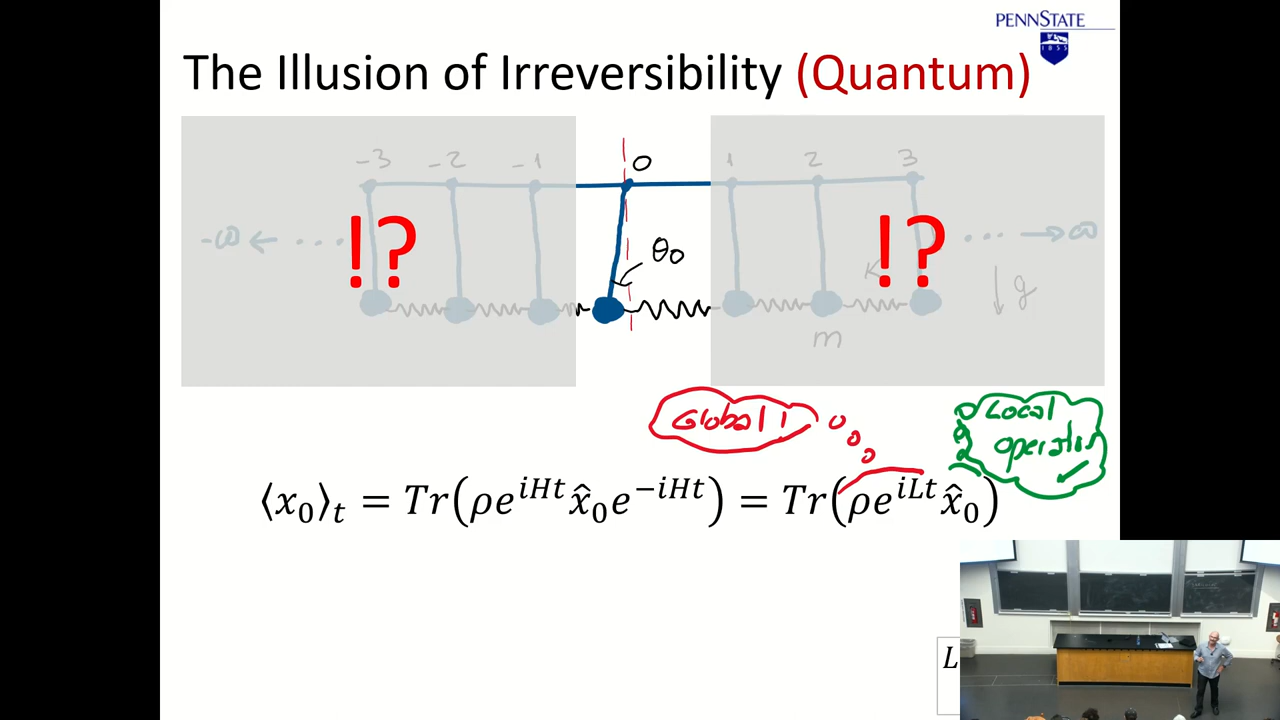 PENNSTATE
1855
The Illusion of Irreversibility (Quantum)
-3 -2 -1 0 1 2 3
!? !?
-∞ ← ... θ₀ ... → ∞
K
g
m
Global!
Local
⟨x₀⟩ₜ = Tr(ρe^{iHt}x̂₀e^{-iHt}) = Tr(ρe^{iLt}x̂₀)
L